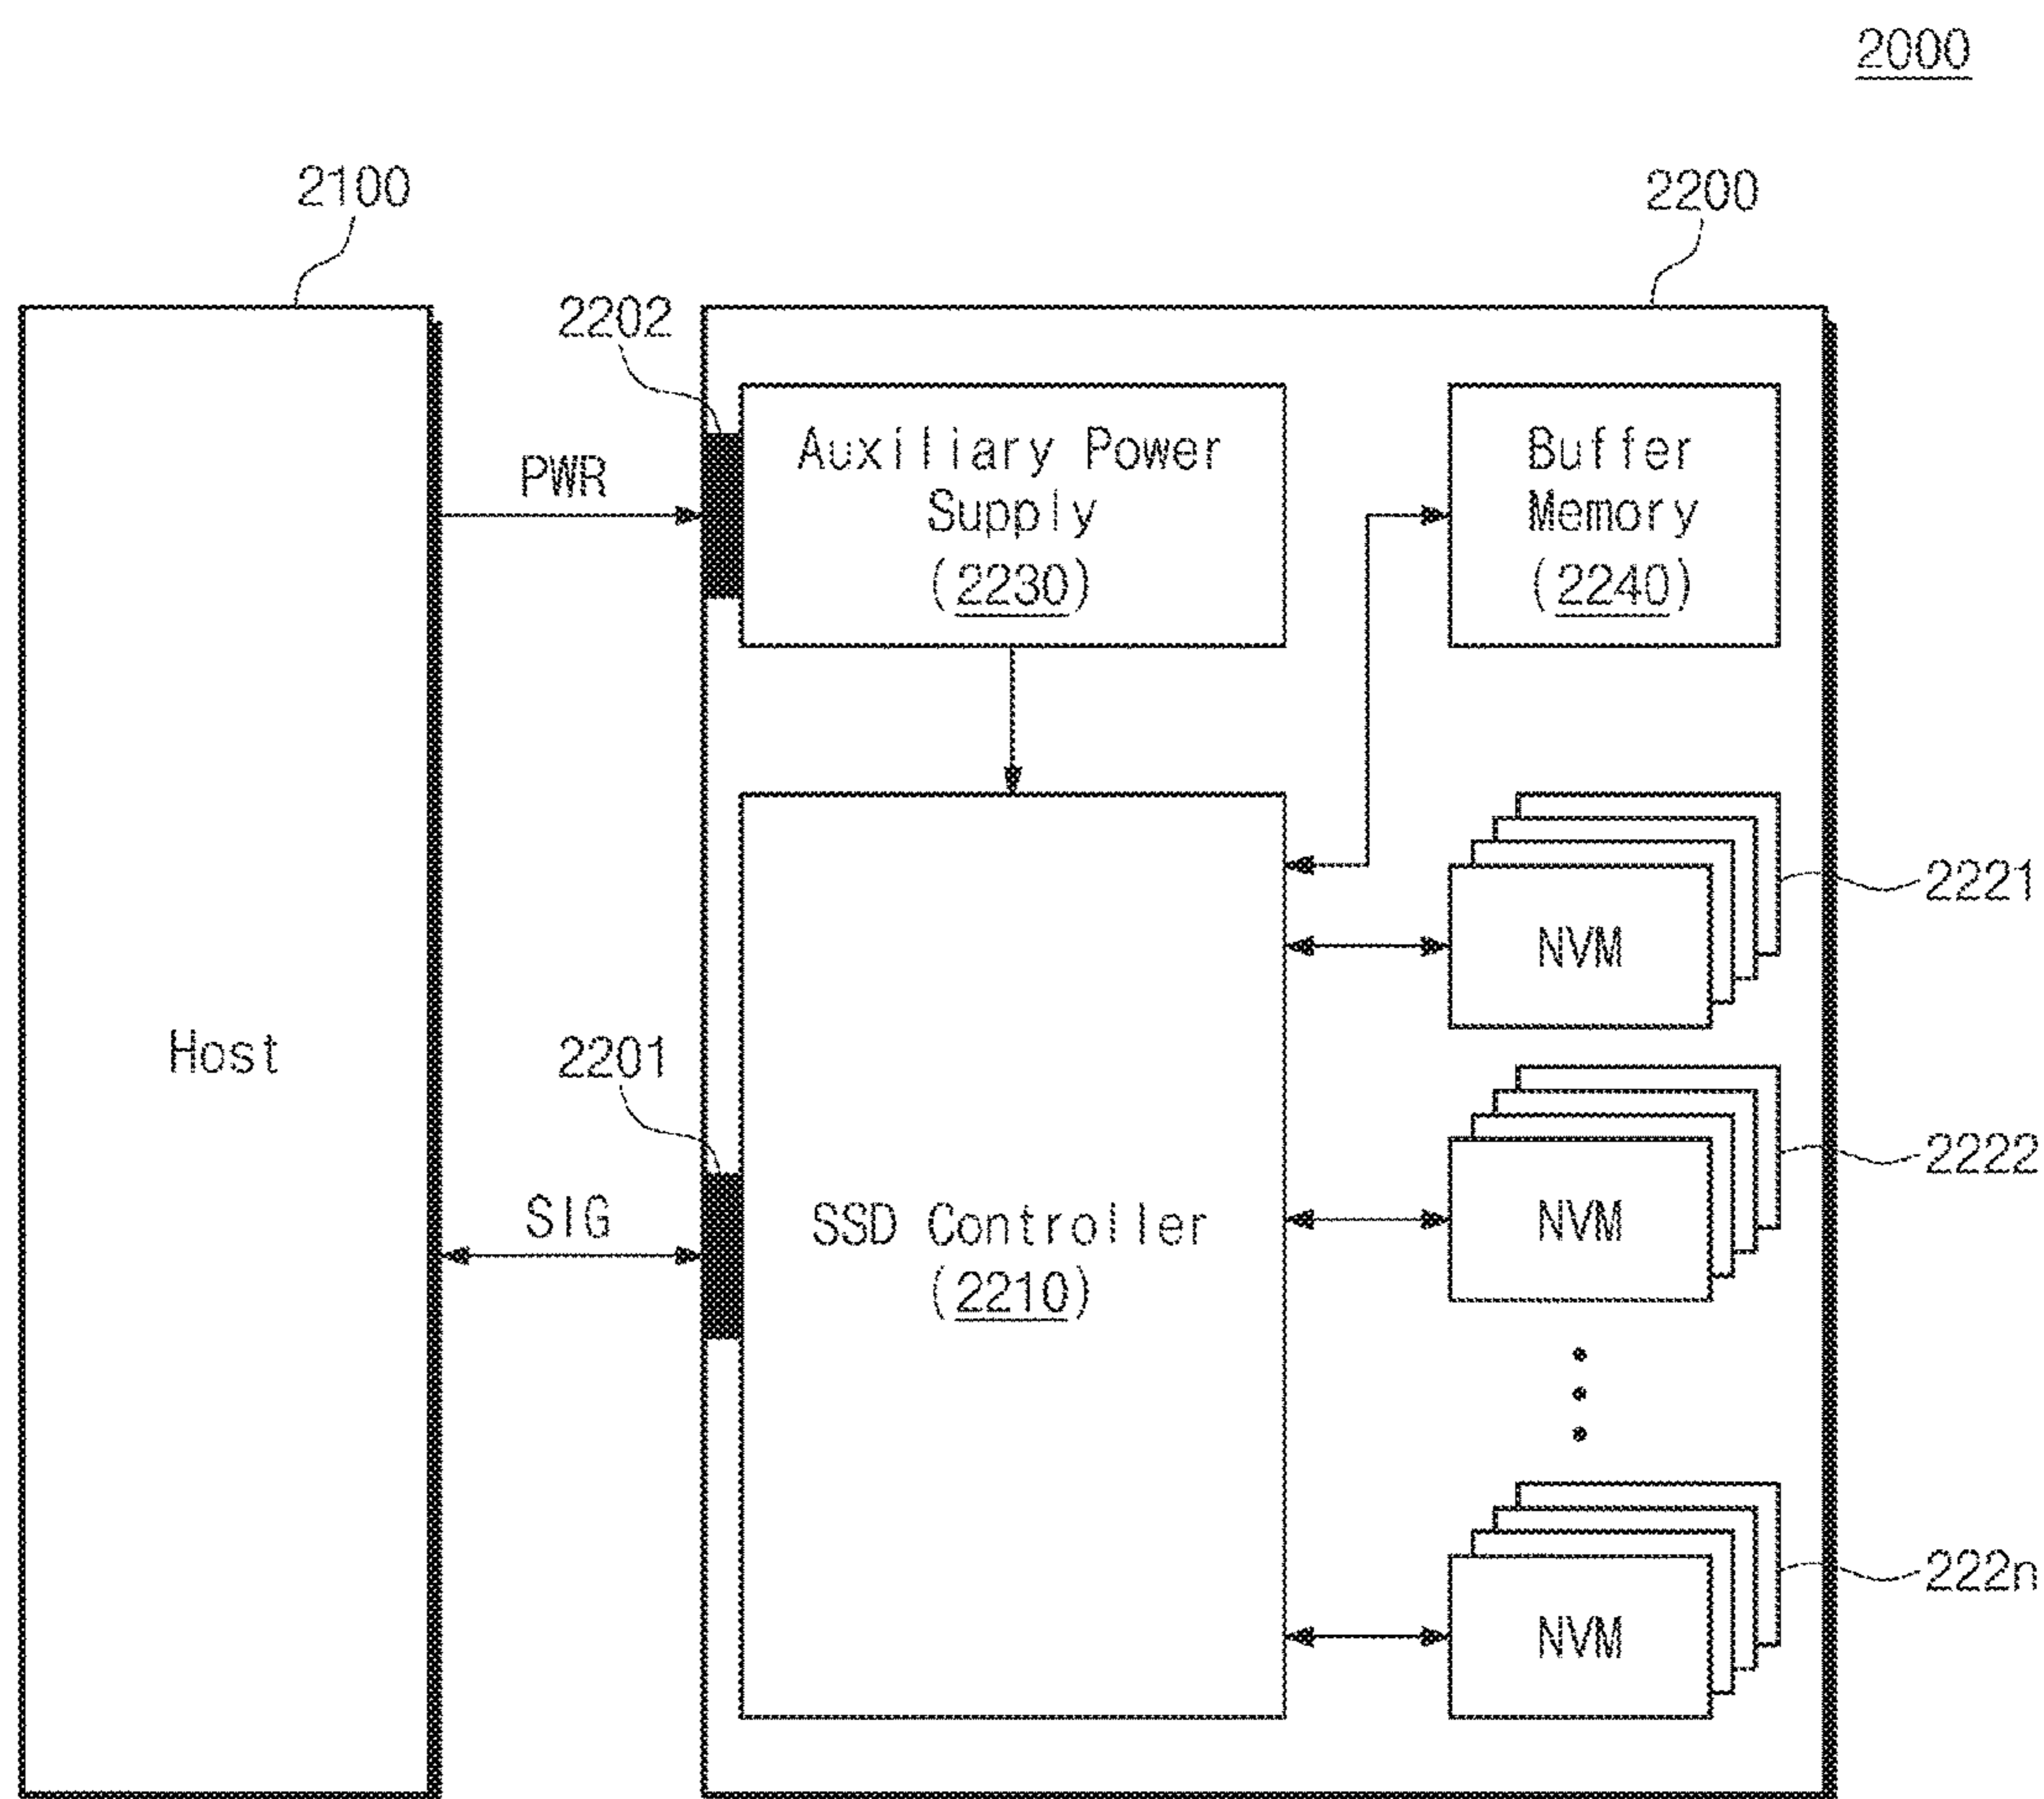 2000
2100
2200
2202
PWR
Auxiliary Power
Supply
(2230)
Buffer
Memory
(2240)
2221
NVM
Host
2201
SIG
SSD Controller
(2210)
2222
NVM
222n
NVM